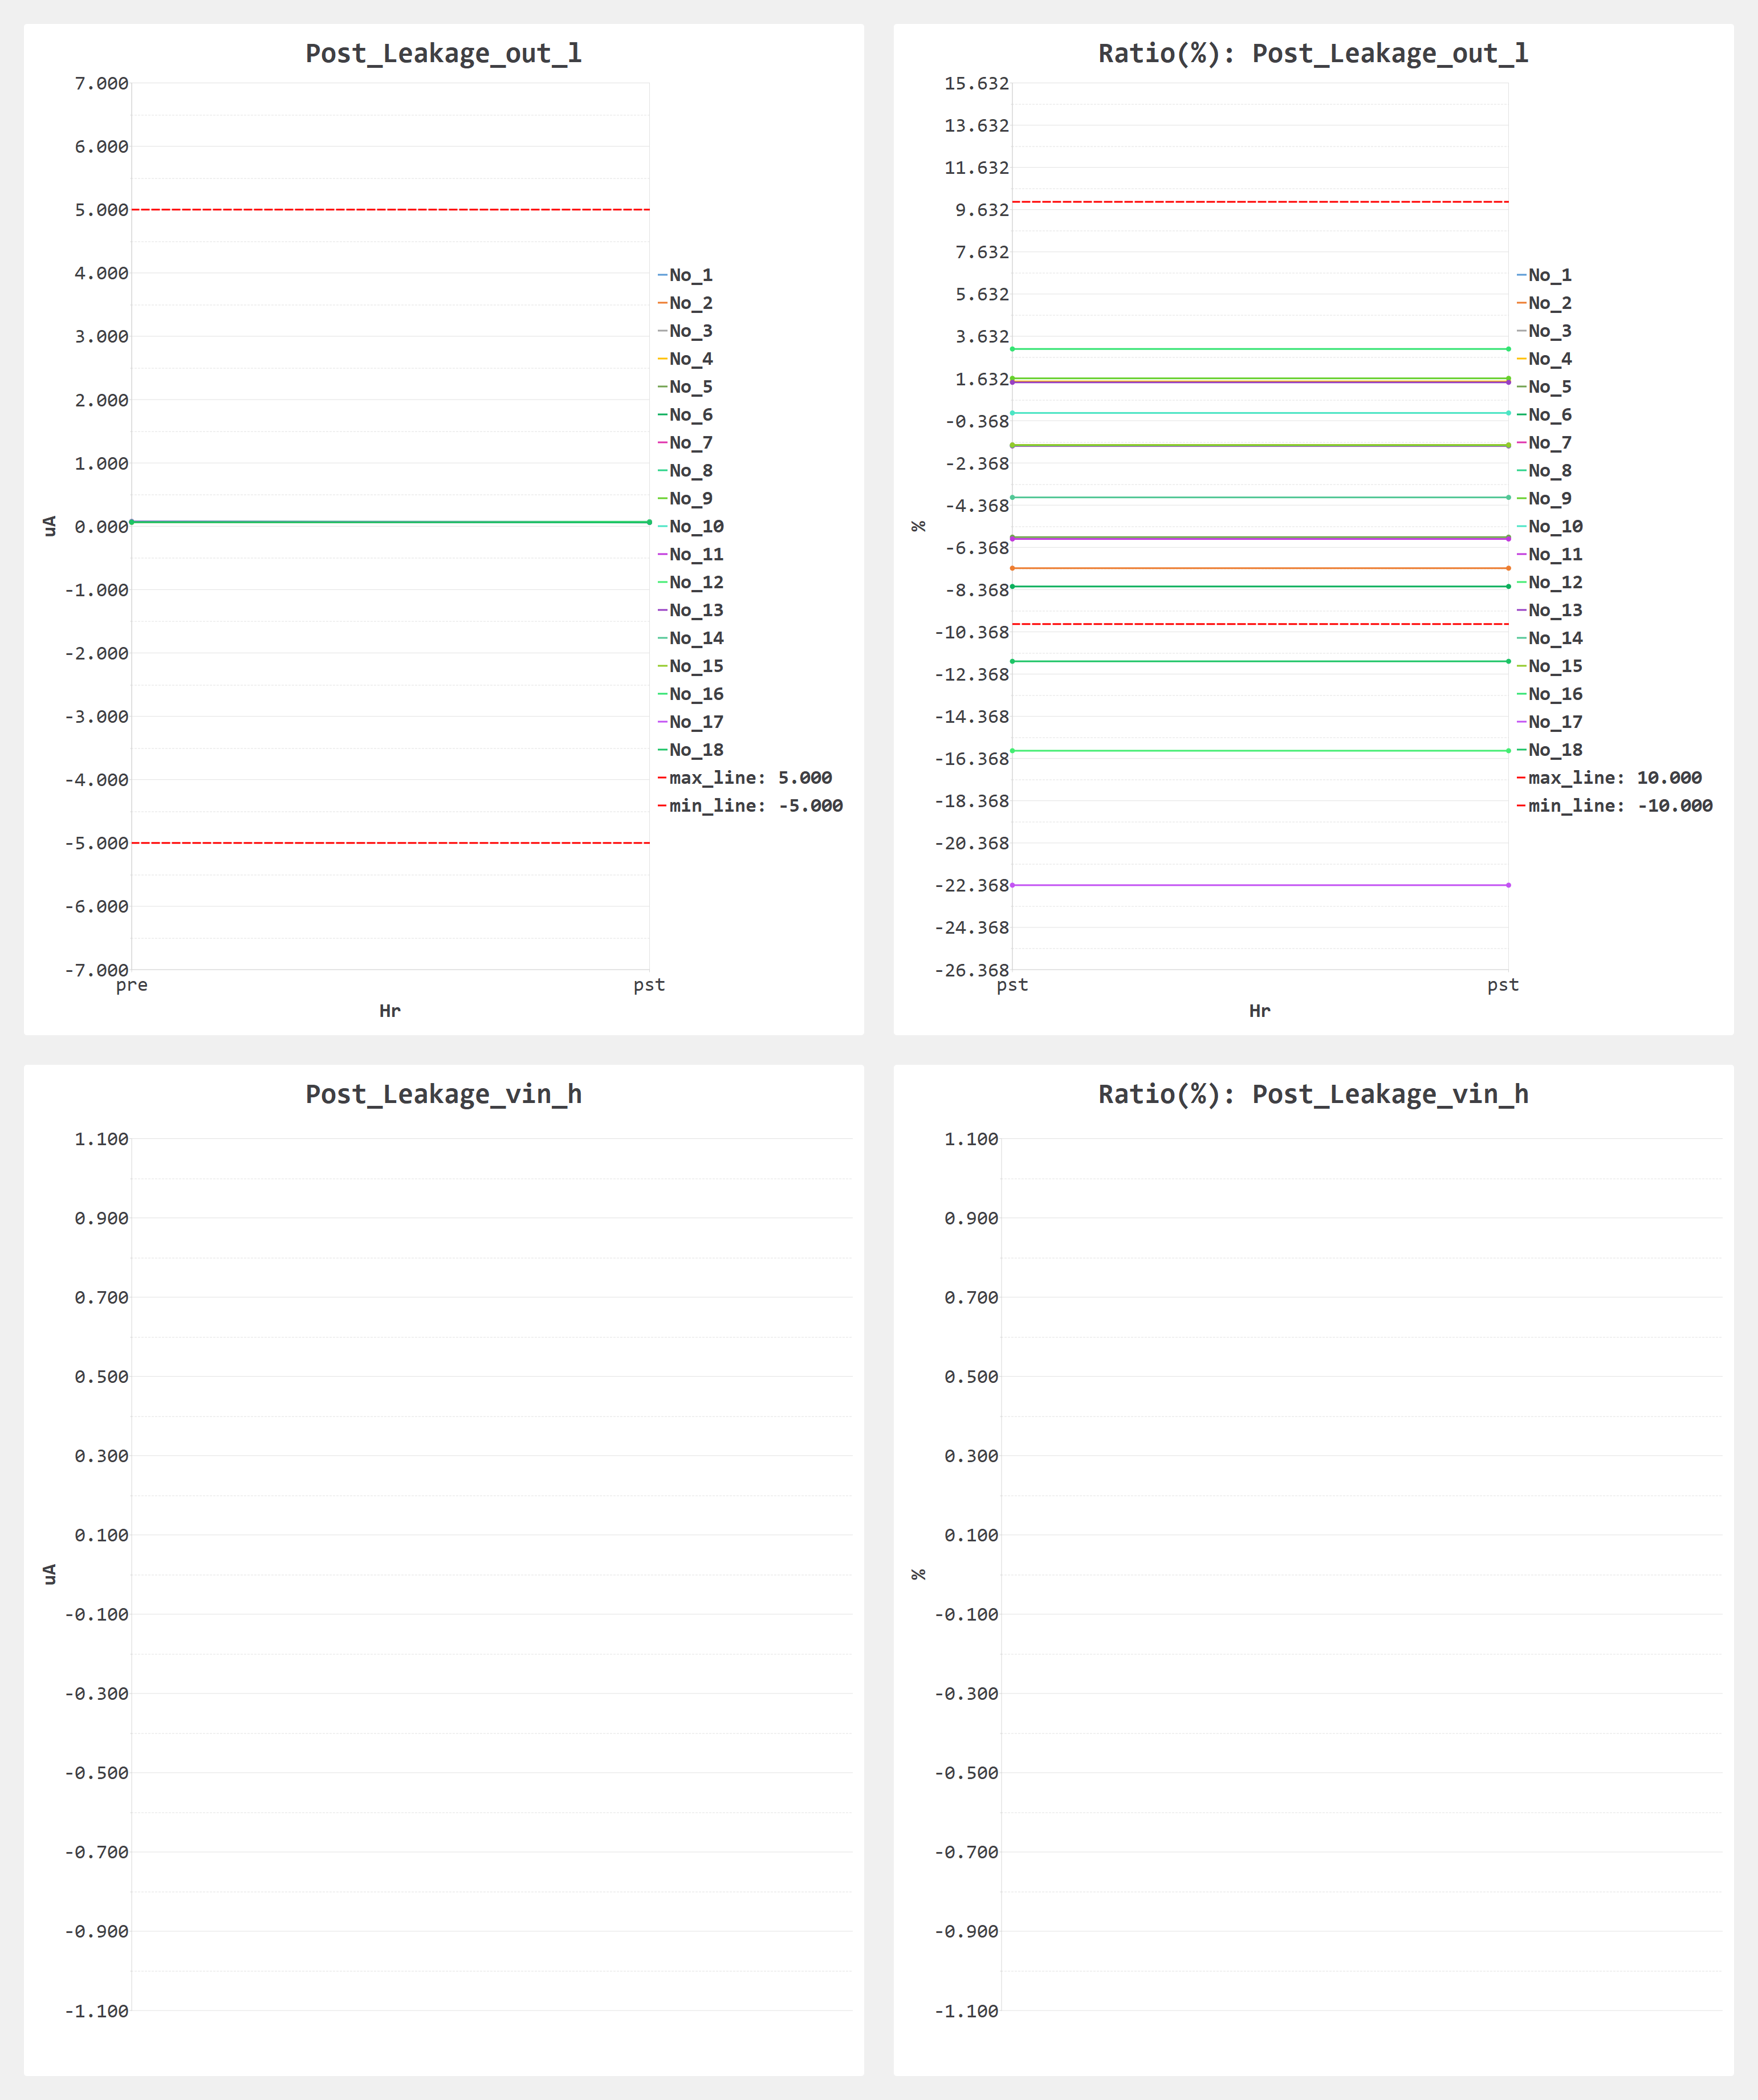 Post_Leakage_out_l
7.000
6.000
5.000
4.000
3.000
2.000
1.000
0.000
-1.000
-2.000
-3.000
-4.000
-5.000
-6.000
-7.000
uA
pre
pst
Hr
No_1
No_2
No_3
No_4
No_5
No_6
No_7
No_8
No_9
No_10
No_11
No_12
No_13
No_14
No_15
No_16
No_17
No_18
max_line: 5.000
min_line: -5.000
Ratio(%): Post_Leakage_out_l
15.632
13.632
11.632
9.632
7.632
5.632
3.632
1.632
-0.368
-2.368
-4.368
-6.368
-8.368
-10.368
-12.368
-14.368
-16.368
-18.368
-20.368
-22.368
-24.368
-26.368
%
pst
pst
Hr
No_1
No_2
No_3
No_4
No_5
No_6
No_7
No_8
No_9
No_10
No_11
No_12
No_13
No_14
No_15
No_16
No_17
No_18
max_line: 10.000
min_line: -10.000
Post_Leakage_vin_h
1.100
0.900
0.700
0.500
0.300
0.100
-0.100
-0.300
-0.500
-0.700
-0.900
-1.100
uA
Ratio(%): Post_Leakage_vin_h
1.100
0.900
0.700
0.500
0.300
0.100
-0.100
-0.300
-0.500
-0.700
-0.900
-1.100
%